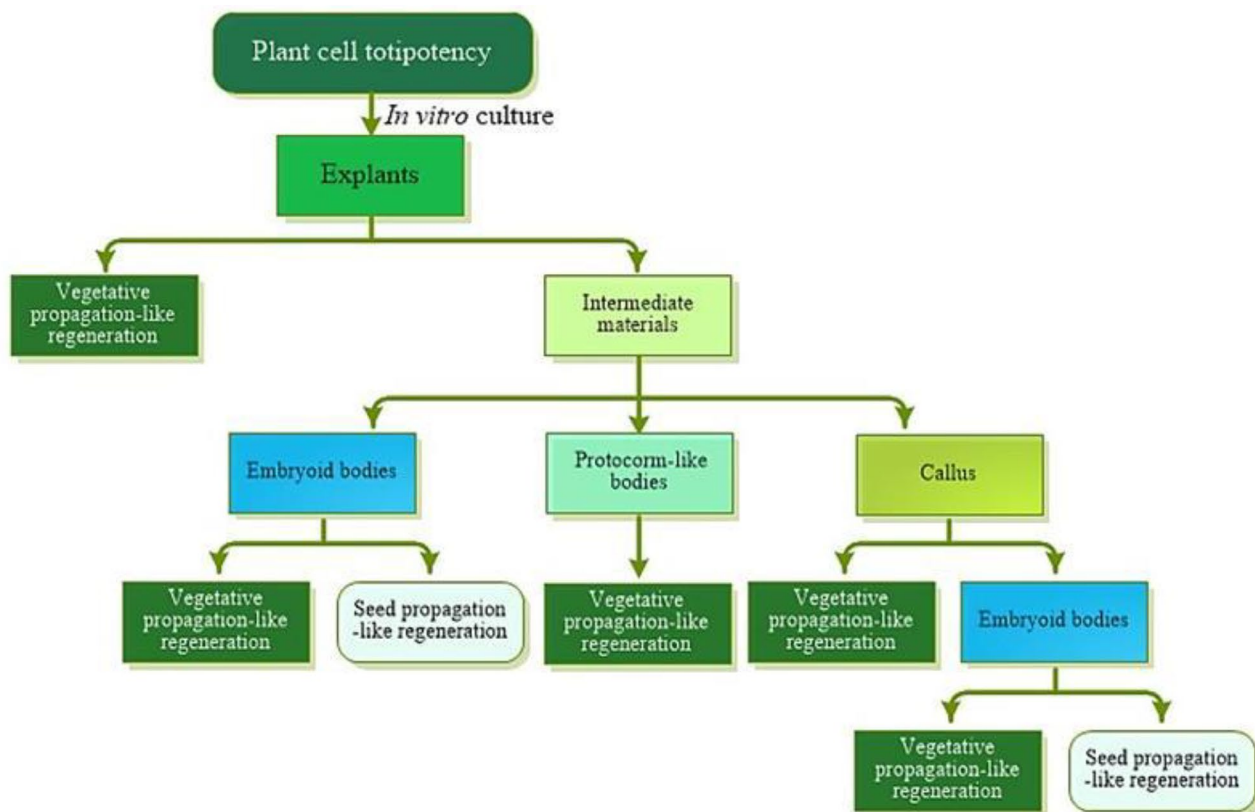 Plant cell totipotency
In vitro culture
Explants
Vegetative
propagation-like
regeneration
Intermediate
materials
Embryoid bodies
Protocorm-like
bodies
Callus
Vegetative
propagation-like
regeneration
Seed propagation
-like regeneration
Vegetative
propagation-like
regeneration
Vegetative
propagation-like
regeneration
Embryoid bodies
Vegetative
propagation-like
regeneration
Seed propagation
-like regeneration